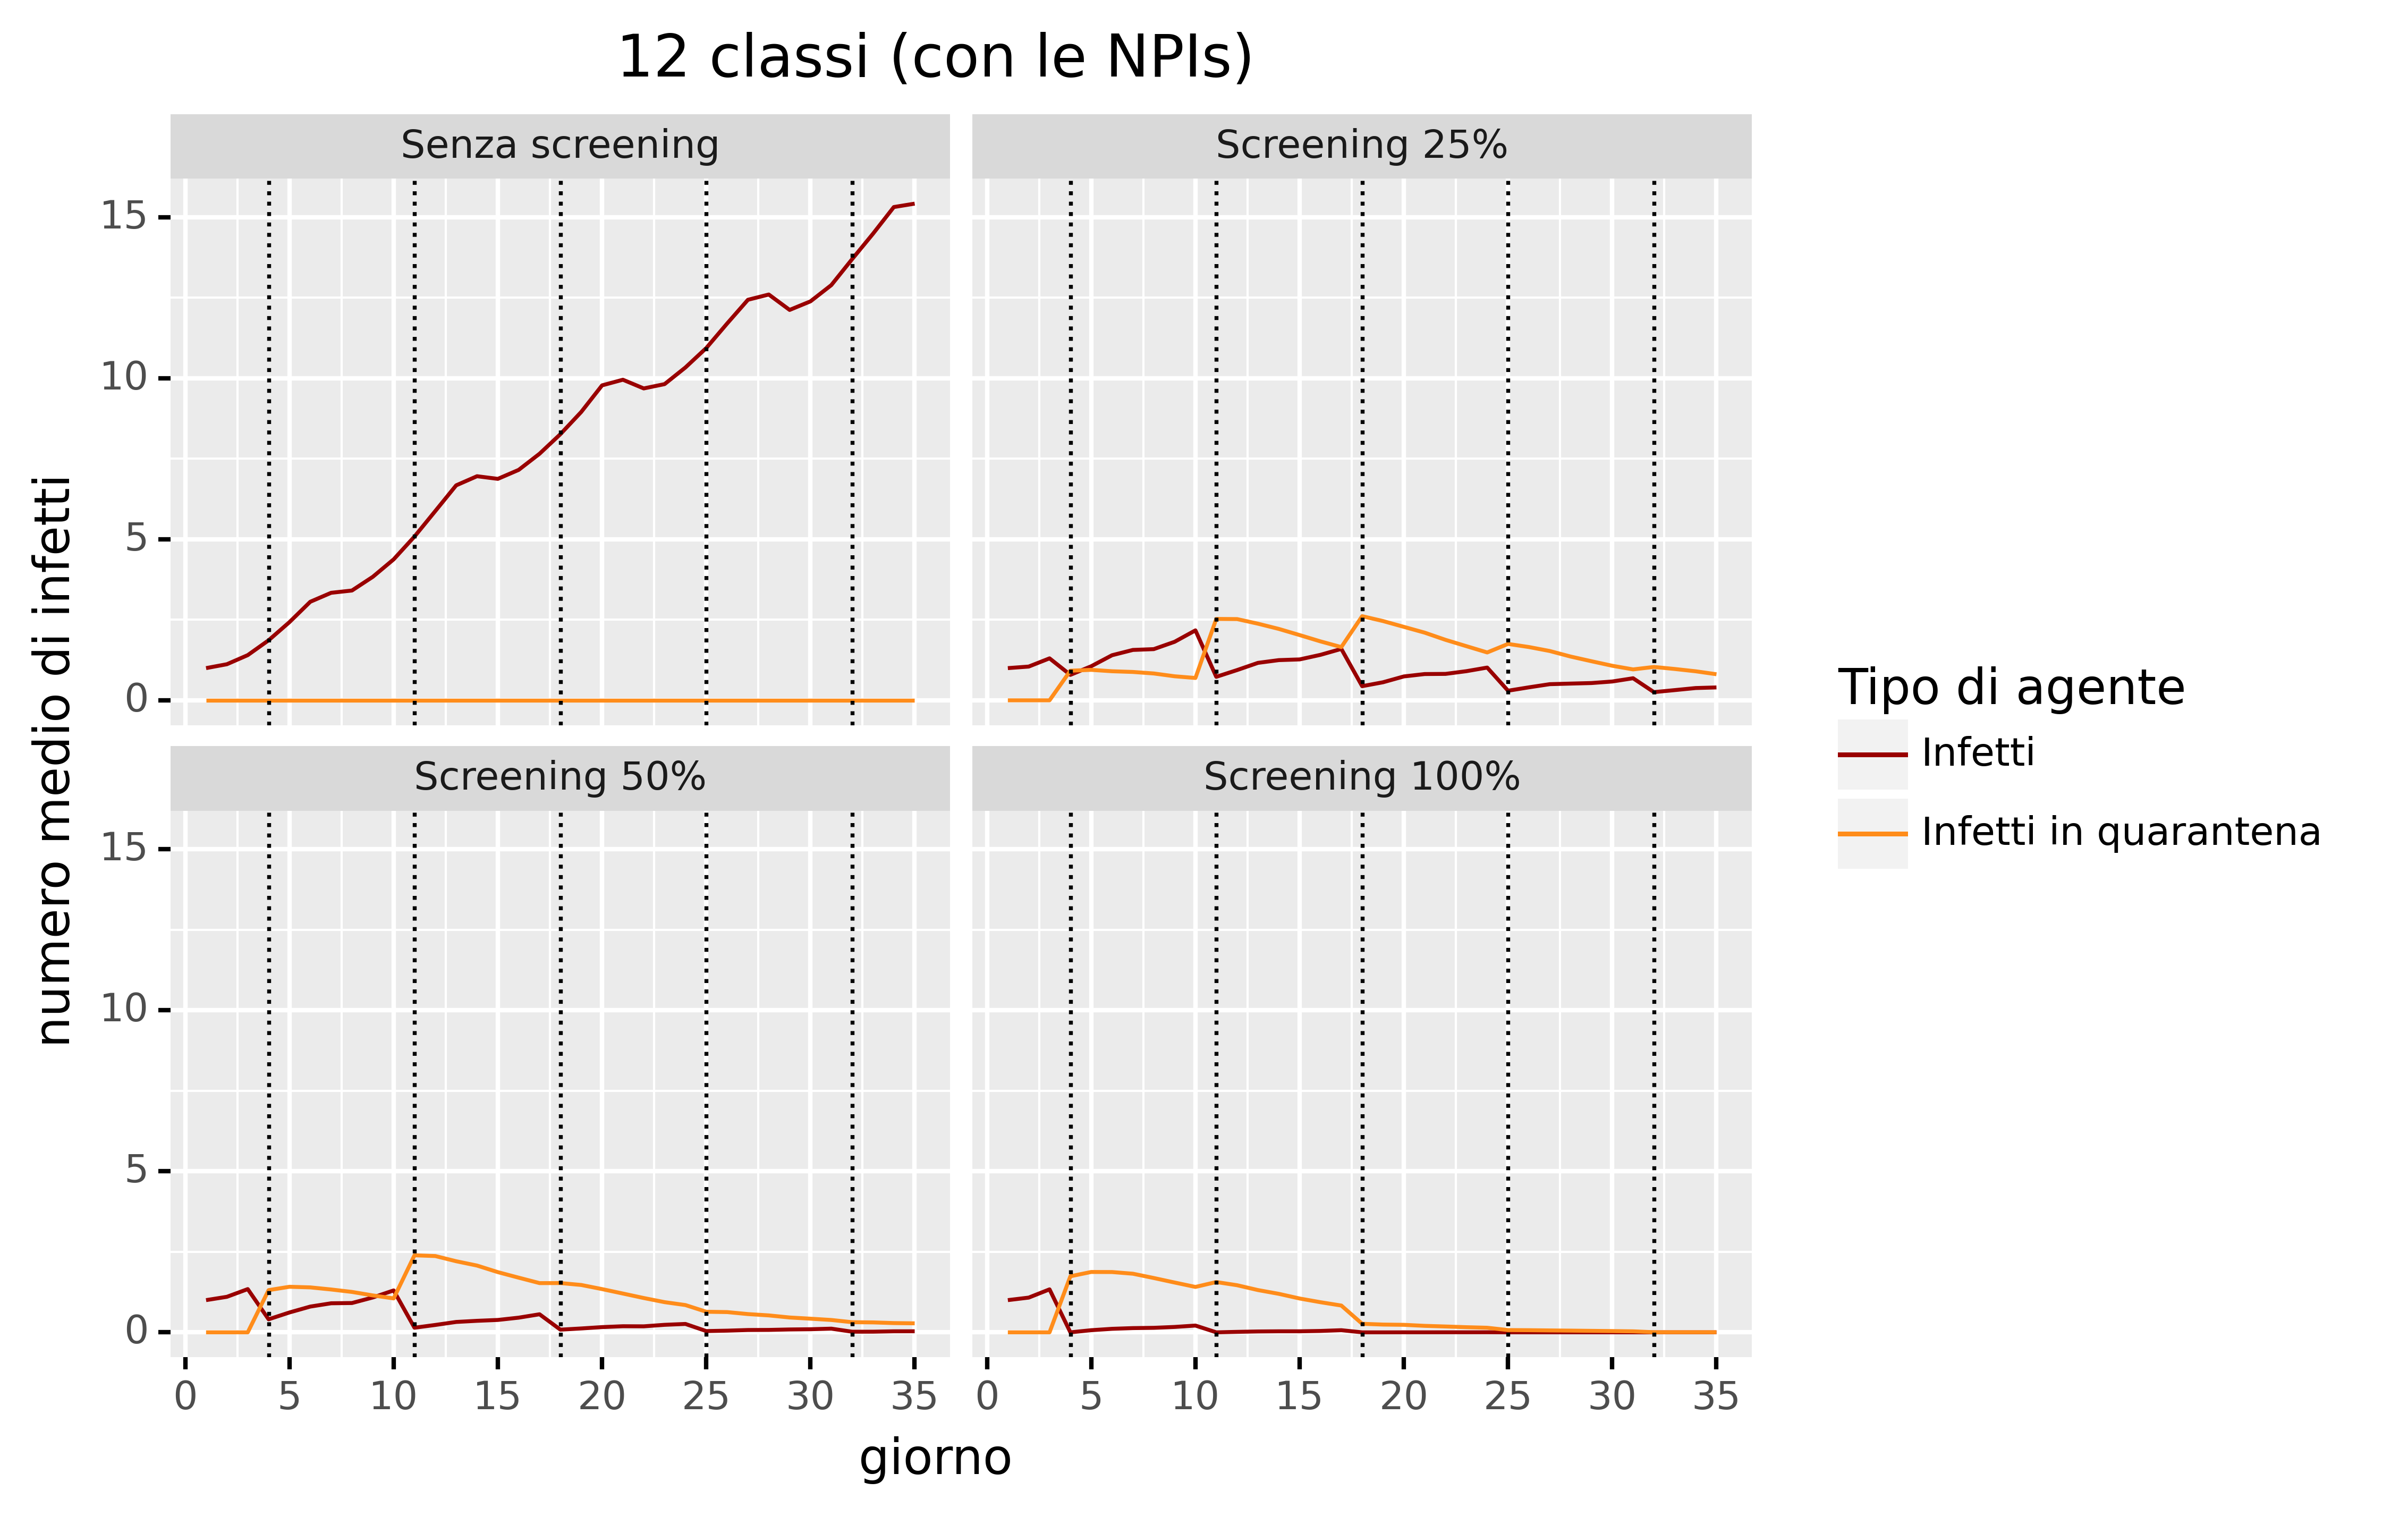 12 classi (con le NPIs)
Senza screening
Screening 25%
15
10
5
0
Screening 50%
Screening 100%
15
10
5
0
0 5 10 15 20 25 30 35
0 5 10 15 20 25 30 35
giorno
numero medio di infetti
Tipo di agente
Infetti
Infetti in quarantena